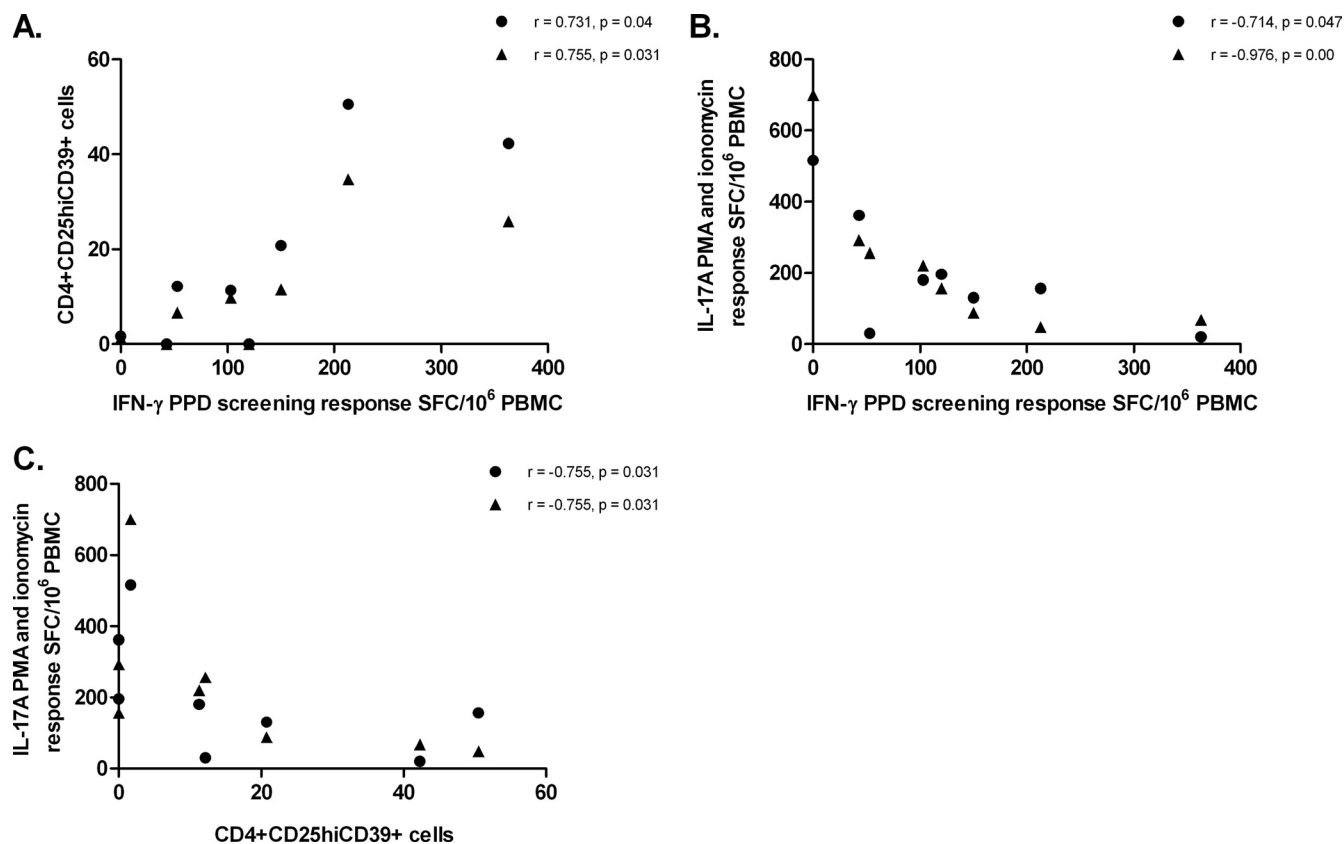 A.
r = 0.731, p = 0.04
r = 0.755, p = 0.031
CD4+CD25hiCD39+ cells
60
40
20
0
0 100 200 300 400
IFN-γ PPD screening response SFC/10⁶ PBMC
B.
r = -0.714, p = 0.047
r = -0.976, p = 0.00
IL-17A PMA and ionomycin
response SFC/10⁶ PBMC
800
600
400
200
0
0 100 200 300 400
IFN-γ PPD screening response SFC/10⁶ PBMC
C.
r = -0.755, p = 0.031
r = -0.755, p = 0.031
IL-17A PMA and ionomycin
response SFC/10⁶ PBMC
800
600
400
200
0
0 20 40 60
CD4+CD25hiCD39+ cells